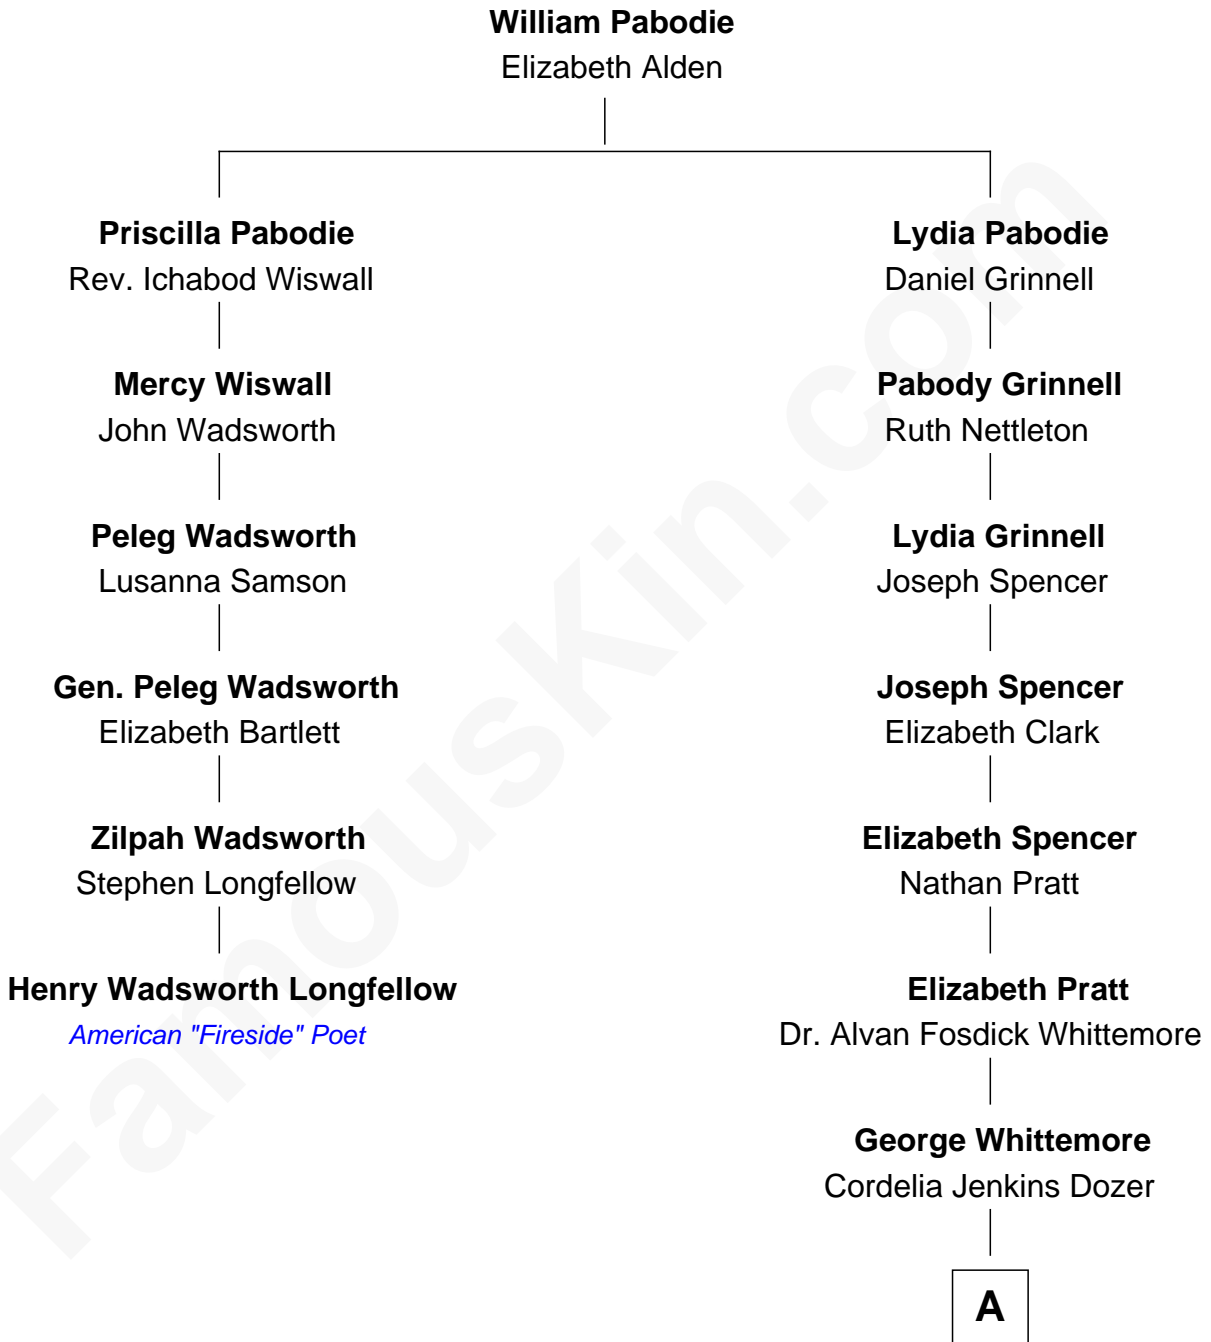 William Pabodie
Elizabeth Alden
Priscilla Pabodie
Rev. Ichabod Wiswall
Lydia Pabodie
Daniel Grinnell
Mercy Wiswall
John Wadsworth
Pabody Grinnell
Ruth Nettleton
Peleg Wadsworth
Lusanna Samson
Lydia Grinnell
Joseph Spencer
Gen. Peleg Wadsworth
Elizabeth Bartlett
Joseph Spencer
Elizabeth Clark
Zilpah Wadsworth
Stephen Longfellow
Elizabeth Spencer
Nathan Pratt
Henry Wadsworth Longfellow
American "Fireside" Poet
Elizabeth Pratt
Dr. Alvan Fosdick Whittemore
George Whittemore
Cordelia Jenkins Dozer
A
FamousKin.com